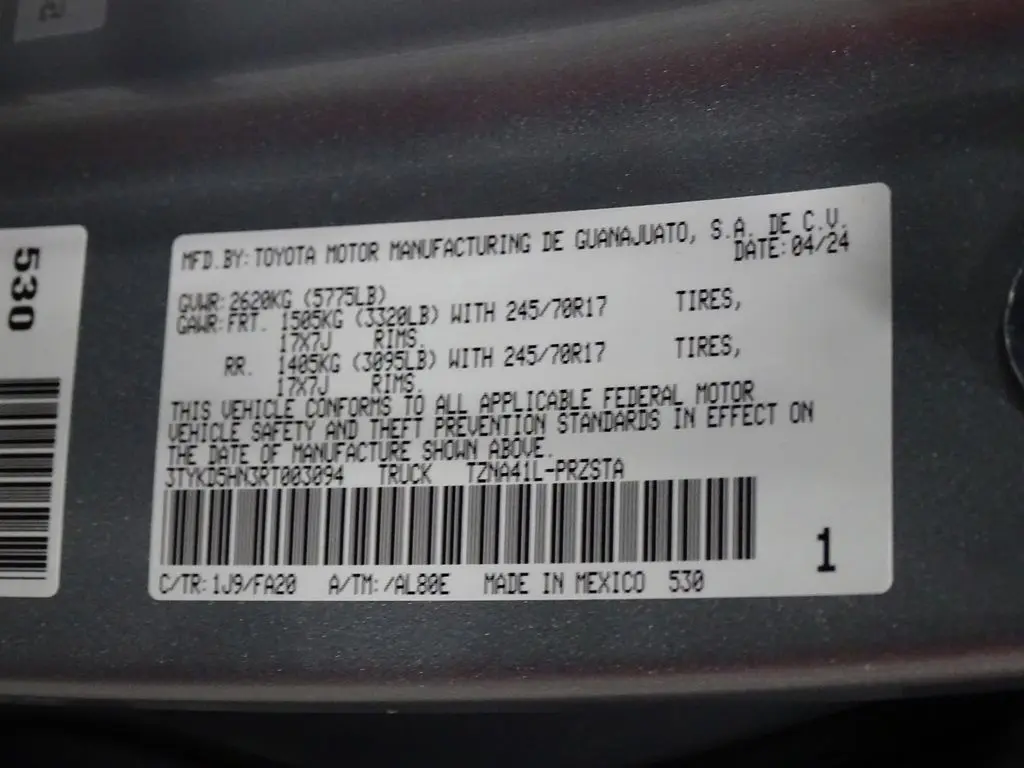 530
MFD.BY:TOYOTA MOTOR MANUFACTURING DE GUANAJUATO, S.A. DE C.V.
DATE:04/24
GVWR:2620KG (5775LB)
GAWR:FRT. 1505KG (3320LB) WITH 245/70R17 TIRES,
17X7J RIMS.
RR. 1405KG (3095LB) WITH 245/70R17 TIRES,
17X7J RIMS.
THIS VEHICLE CONFORMS TO ALL APPLICABLE FEDERAL MOTOR
VEHICLE SAFETY AND THEFT PREVENTION STANDARDS IN EFFECT ON
THE DATE OF MANUFACTURE SHOWN ABOVE.
3TYKD5HN3RT003094 TRUCK TZNA41L-PRZSTA
C/TR:1J9/FA20 A/TM:/AL80E MADE IN MEXICO 530
1